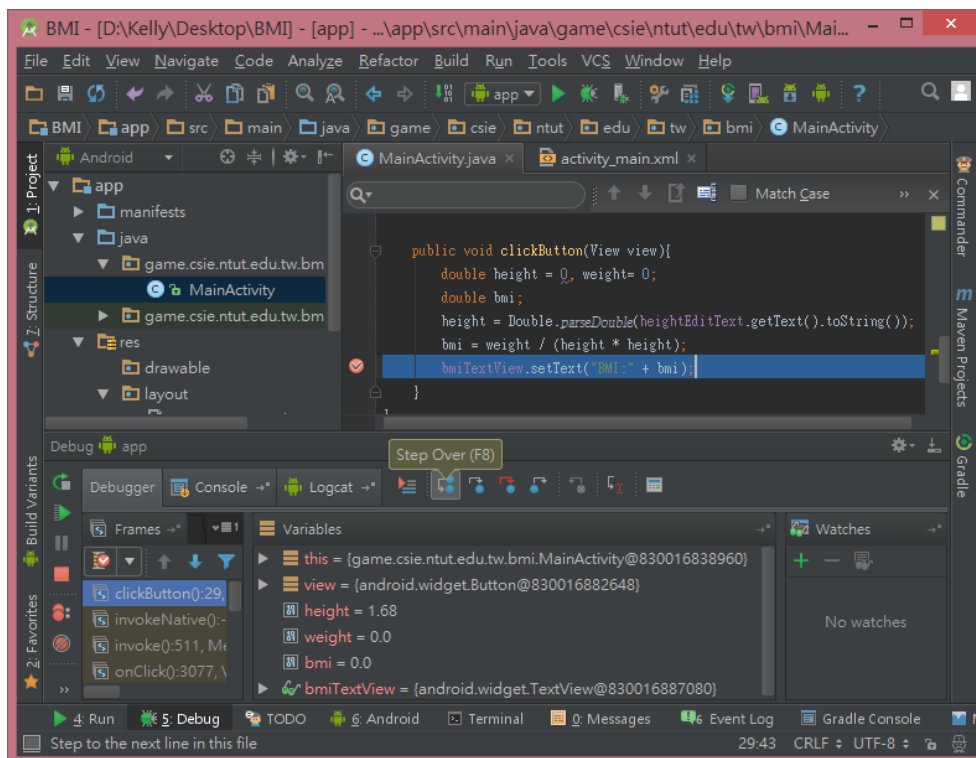 BMI - [D:\Kelly\Desktop\BMI] - [app] - ...\app\src\main\java\game\csie\ntut\edu\tw\bmi\Mai...
File Edit View Navigate Code Analyze Refactor Build Run Tools VCS Window Help
app
BMI app src main java game csie ntut edu tw bmi MainActivity
1: Project
7: Structure
Build Variants
2: Favorites
Android
app
manifests
java
game.csie.ntut.edu.tw.bm
MainActivity
game.csie.ntut.edu.tw.bm
res
drawable
layout
MainActivity.java × activity_main.xml ×
Match Case
public void clickButton(View view){
double height = 0, weight= 0;
double bmi;
height = Double.parseDouble(heightEditText.getText().toString());
bmi = weight / (height * height);
bmiTextView.setText("BMI:" + bmi);
}
Commander
Maven Projects
Gradle
Debug app
Step Over (F8)
Debugger Console Logcat
Frames
1
clickButton():29,
invokeNative():-
invoke():511, Me
onClick():3077, \
Variables
this = {game.csie.ntut.edu.tw.bmi.MainActivity@830016838960}
view = {android.widget.Button@830016882648}
height = 1.68
weight = 0.0
bmi = 0.0
bmiTextView = {android.widget.TextView@830016887080}
Watches
No watches
4: Run 5: Debug TODO 6: Android Terminal 0: Messages 6 Event Log Gradle Console
Step to the next line in this file 29:43 CRLF UTF-8